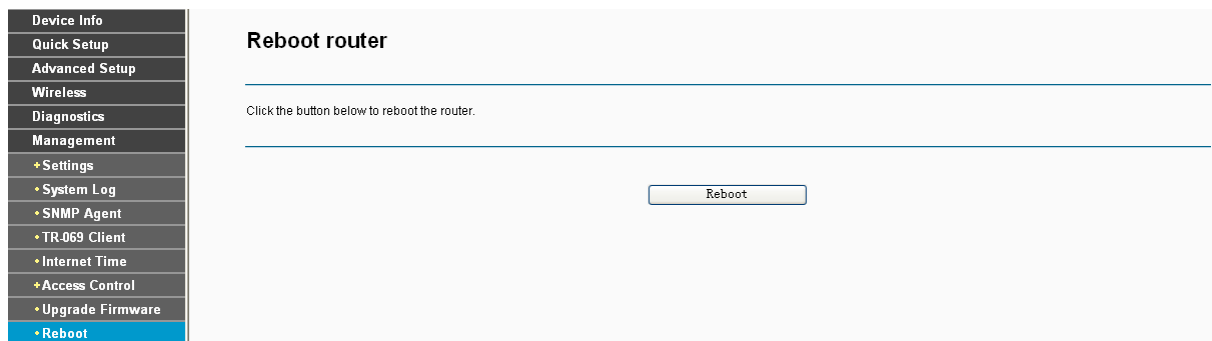 Device Info
Quick Setup
Advanced Setup
Wireless
Diagnostics
Management
+Settings
System Log
SNMP Agent
TR-069 Client
Internet Time
+Access Control
Upgrade Firmware
Reboot
Reboot router
Click the button below to reboot the router.
Reboot